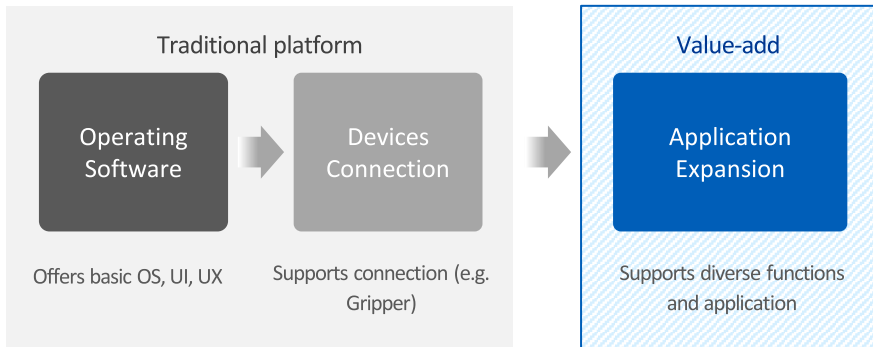 Traditional platform
Operating
Software
Offers basic OS, UI, UX
Devices
Connection
Supports connection (e.g.
Gripper)
Value-add
Application
Expansion
Supports diverse functions
and application